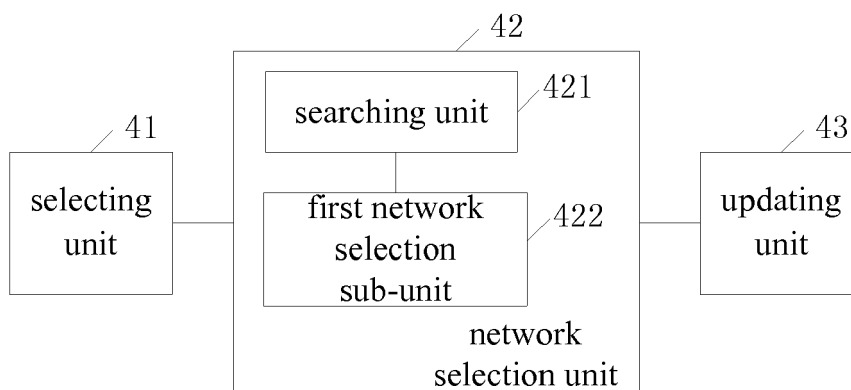 42
421
searching unit
41
43
selecting
unit
first network
selection
sub-unit
422
updating
unit
network
selection unit